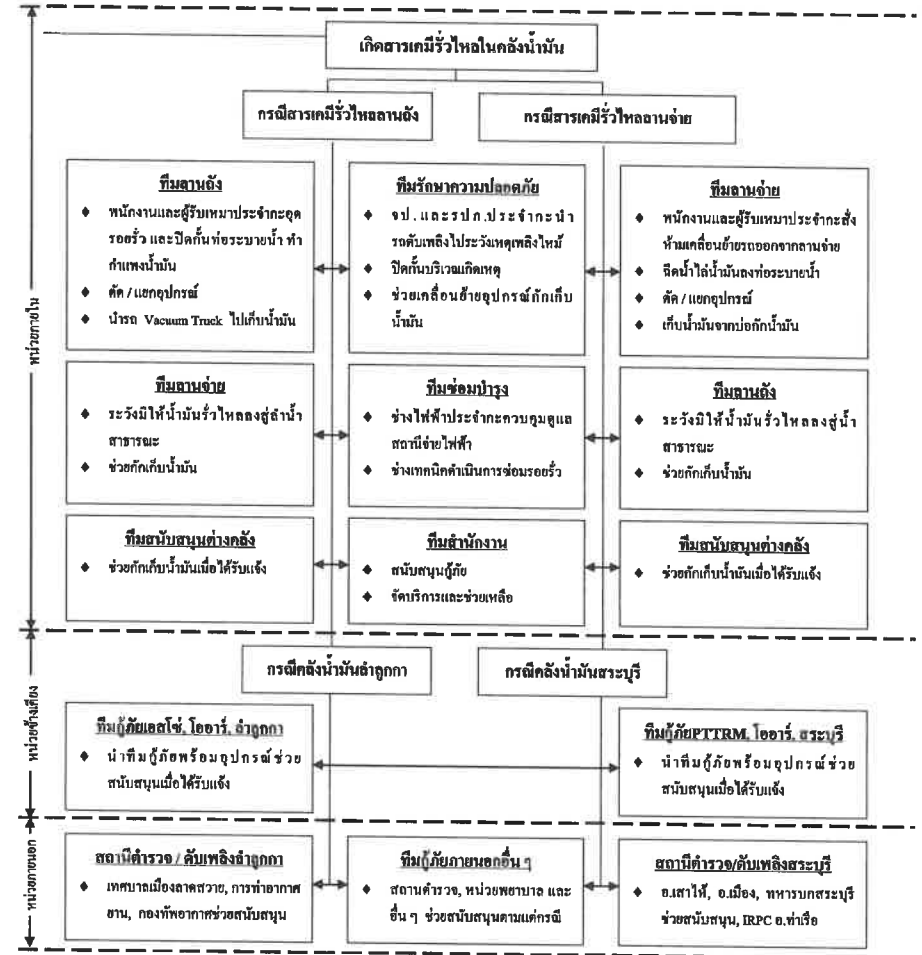 เกิดสารเคมีรั่วไหลในคลังน้ำมัน
กรณีสารเคมีรั่วไหลลานถัง
กรณีสารเคมีรั่วไหลลานจ่าย
หน่วยภายใน
ทีมลานถัง
◆ พนักงานและผู้รับเหมาประจำกะอุด
รอยรั่ว และปิดกั้นท่อระบายน้ำ ทำ
กำแพงน้ำมัน
◆ ตัด / แยกอุปกรณ์
◆ นำรถ Vacuum Truck ไปเก็บน้ำมัน
ทีมรักษาความปลอดภัย
◆ จป. และรปภ.ประจำกะนำ
รถดับเพลิงไประวังเหตุเพลิงไหม้
◆ ปิดกั้นบริเวณเกิดเหตุ
◆ ช่วยเคลื่อนย้ายอุปกรณ์กักเก็บ
น้ำมัน
ทีมลานจ่าย
◆ พนักงานและผู้รับเหมาประจำกะสั่ง
ห้ามเคลื่อนย้ายรถออกจากลานจ่าย
◆ ฉีดน้ำไล่น้ำมันลงท่อระบายน้ำ
◆ ตัด / แยกอุปกรณ์
◆ เก็บน้ำมันจากบ่อกักน้ำมัน
ทีมลานจ่าย
◆ ระวังมิให้น้ำมันรั่วไหลลงสู่ลำน้ำ
สาธารณะ
◆ ช่วยกักเก็บน้ำมัน
ทีมซ่อมบำรุง
◆ ช่างไฟฟ้าประจำกะควบคุมดูแล
สถานีจ่ายไฟฟ้า
◆ ช่างเทคนิคดำเนินการซ่อมรอยรั่ว
ทีมลานถัง
◆ ระวังมิให้น้ำมันรั่วไหลลงสู่น้ำ
สาธารณะ
◆ ช่วยกักเก็บน้ำมัน
ทีมสนับสนุนต่างคลัง
◆ ช่วยกักเก็บน้ำมันเมื่อได้รับแจ้ง
ทีมสำนักงาน
◆ สนับสนุนกู้ภัย
◆ จัดบริการและช่วยเหลือ
ทีมสนับสนุนต่างคลัง
◆ ช่วยกักเก็บน้ำมันเมื่อได้รับแจ้ง
หน่วยข้างเคียง
กรณีคลังน้ำมันลำลูกกา
กรณีคลังน้ำมันสระบุรี
ทีมกู้ภัยเอสโซ่, โออาร์, ลำลูกกา
◆ นำทีมกู้ภัยพร้อมอุปกรณ์ช่วย
สนับสนุนเมื่อได้รับแจ้ง
ทีมกู้ภัยPTTRM, โออาร์, สระบุรี
◆ นำทีมกู้ภัยพร้อมอุปกรณ์ช่วย
สนับสนุนเมื่อได้รับแจ้ง
หน่วยภายนอก
สถานีตำรวจ / ดับเพลิงลำลูกกา
◆ เทศบาลเมืองลาดสวาย, การท่าอากาศ
ยาน, กองทัพอากาศช่วยสนับสนุน
ทีมกู้ภัยภายนอกอื่น ๆ
◆ สถานตำรวจ, หน่วยพยาบาล และ
อื่น ๆ ช่วยสนับสนุนตามแต่กรณี
สถานีตำรวจ/ดับเพลิงสระบุรี
◆ อ.เสาไห้, อ.เมือง, ทหารบกสระบุรี
ช่วยสนับสนุน, IRPC อ.ท่าเรือ